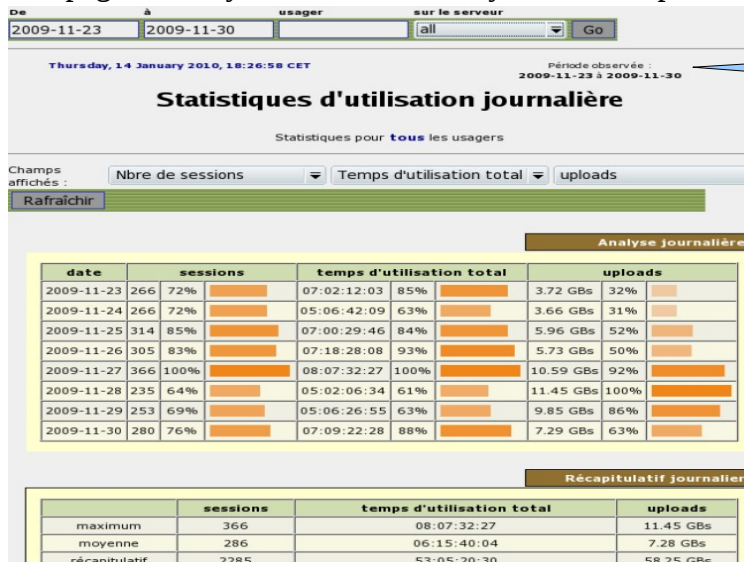 De à usager sur le serveur
2009-11-23 2009-11-30 all Go
Thursday, 14 January 2010, 18:26:58 CET
Période observée :
2009-11-23 à 2009-11-30
Statistiques d'utilisation journalière
Statistiques pour tous les usagers
Champs affichés : Nbre de sessions Temps d'utilisation total uploads
Rafraîchir
Analyse journalière
date sessions temps d'utilisation total uploads
2009-11-23 266 72% 07:02:12:03 85% 3.72 GBs 32%
2009-11-24 266 72% 05:06:42:09 63% 3.66 GBs 31%
2009-11-25 314 85% 07:00:29:46 84% 5.96 GBs 52%
2009-11-26 305 83% 07:18:28:08 93% 5.73 GBs 50%
2009-11-27 366 100% 08:07:32:27 100% 10.59 GBs 92%
2009-11-28 235 64% 05:02:06:34 61% 11.45 GBs 100%
2009-11-29 253 69% 05:06:26:55 63% 9.85 GBs 86%
2009-11-30 280 76% 07:09:22:28 88% 7.29 GBs 63%
Récapitulatif journalier
sessions temps d'utilisation total uploads
maximum 366 08:07:32:27 11.45 GBs
moyenne 286 06:15:40:04 7.28 GBs
récapitulatif 2285 53:05:20:30 58.25 GBs